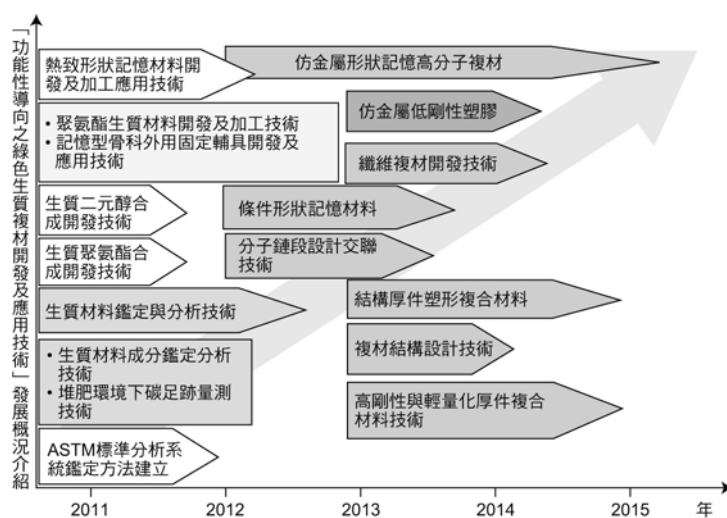 「功能性導向之綠色生質複材開發及應用技術」發展概況介紹
熱致形狀記憶材料開
發及加工應用技術
仿金屬形狀記憶高分子複材
• 聚氨酯生質材料開發及加工技術
• 記憶型骨科外用固定輔具開發及
應用技術
仿金屬低剛性塑膠
纖維複材開發技術
生質二元醇合
成開發技術
條件形狀記憶材料
生質聚氨酯合
成開發技術
分子鏈段設計交聯
技術
生質材料鑑定與分析技術
結構厚件塑形複合材料
• 生質材料成分鑑定分析
技術
• 堆肥環境下碳足跡量測
技術
複材結構設計技術
高剛性與輕量化厚件複合
材料技術
ASTM標準分析系
統鑑定方法建立
2011
2012
2013
2014
2015
年